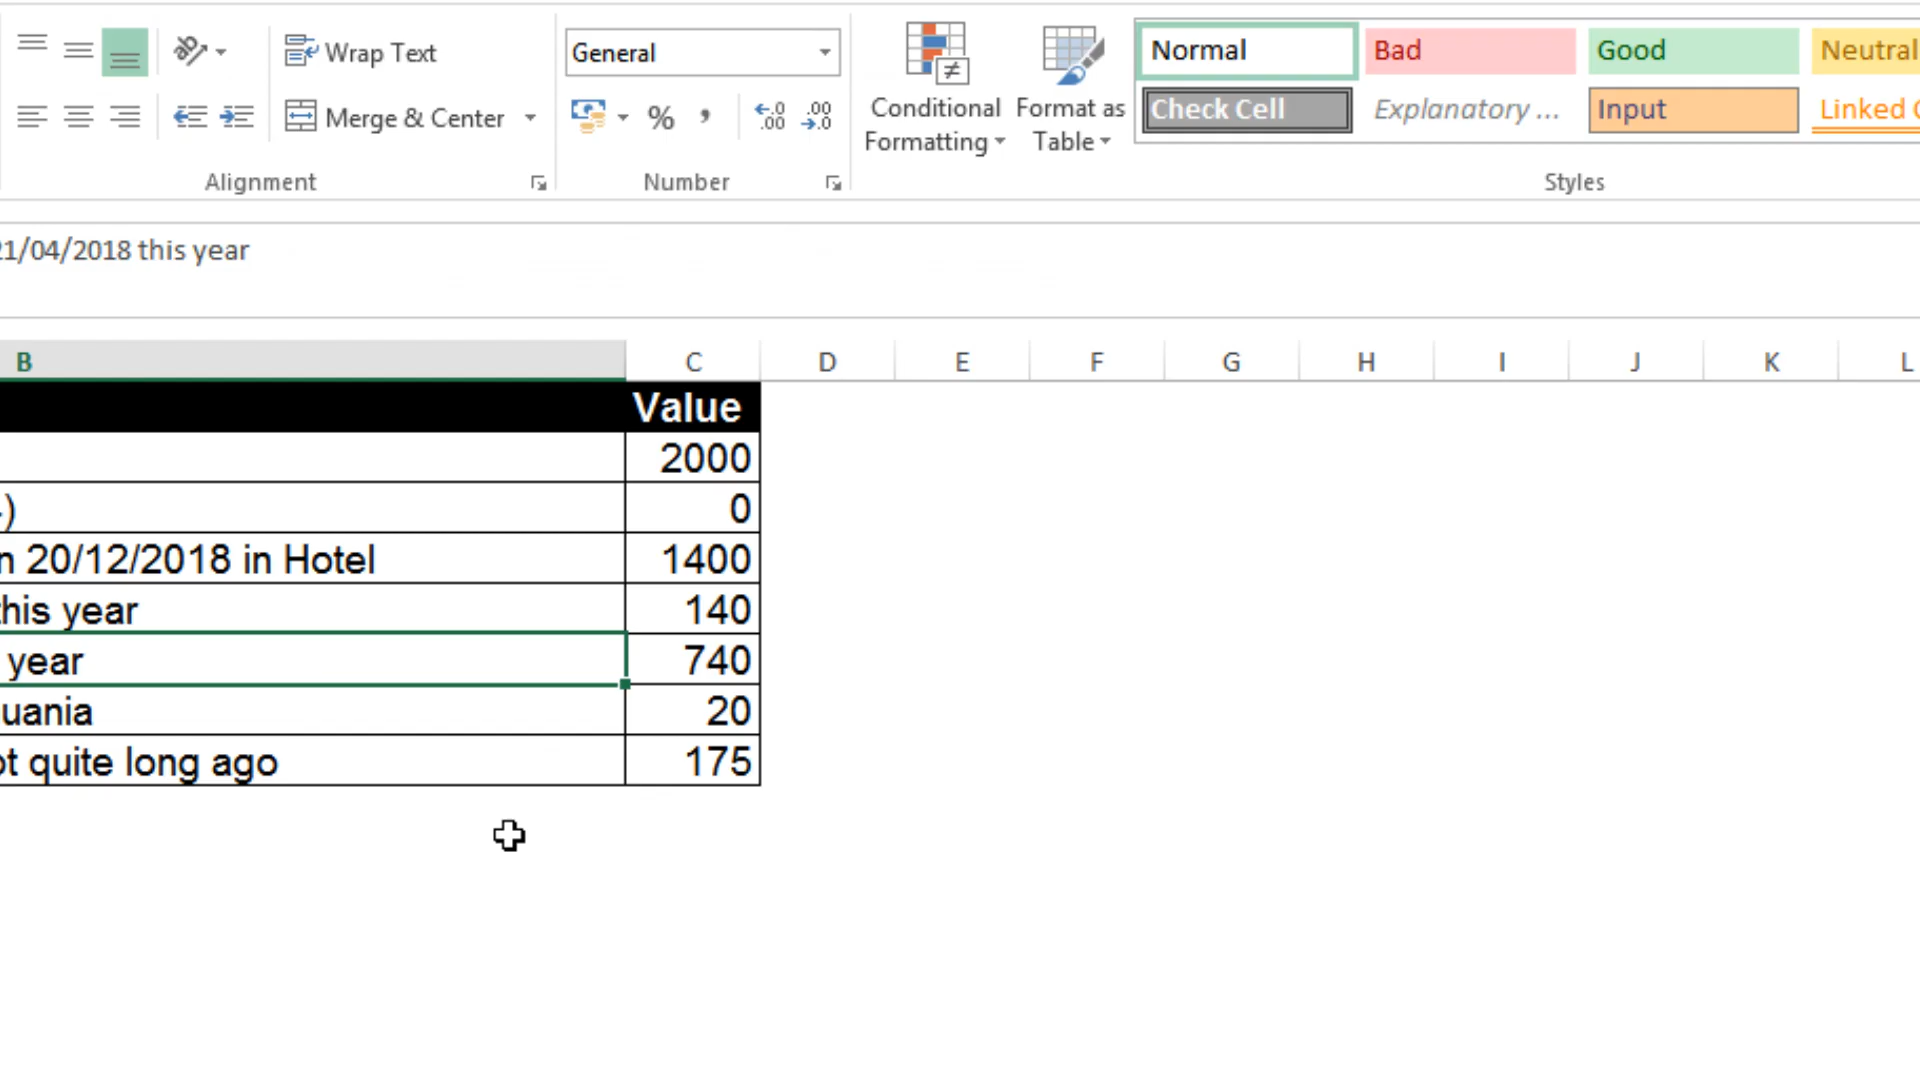 Wrap Text
General
Normal
Bad
Good
Neutral
Merge & Center
%
Conditional Formatting
Format as Table
Check Cell
Explanatory ...
Input
Linked
Alignment
Number
Styles
21/04/2018 this year
B C D E F G H I J K L
Value
2000
0
n 20/12/2018 in Hotel 1400
this year 140
year 740
uania 20
ot quite long ago 175